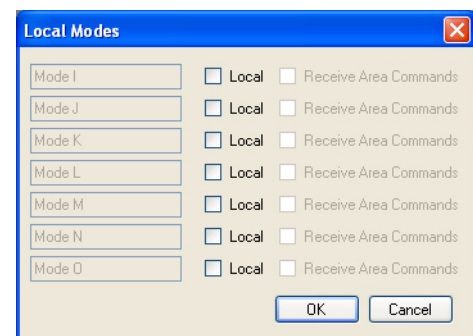 Local Modes
Mode I Local Receive Area Commands
Mode J Local Receive Area Commands
Mode K Local Receive Area Commands
Mode L Local Receive Area Commands
Mode M Local Receive Area Commands
Mode N Local Receive Area Commands
Mode O Local Receive Area Commands
OK Cancel